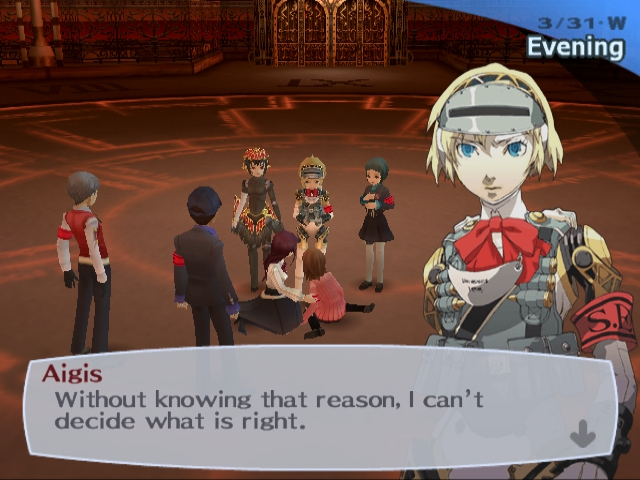 3/31·W
Evening
S.
Aigis
Without knowing that reason, I can't
decide what is right.